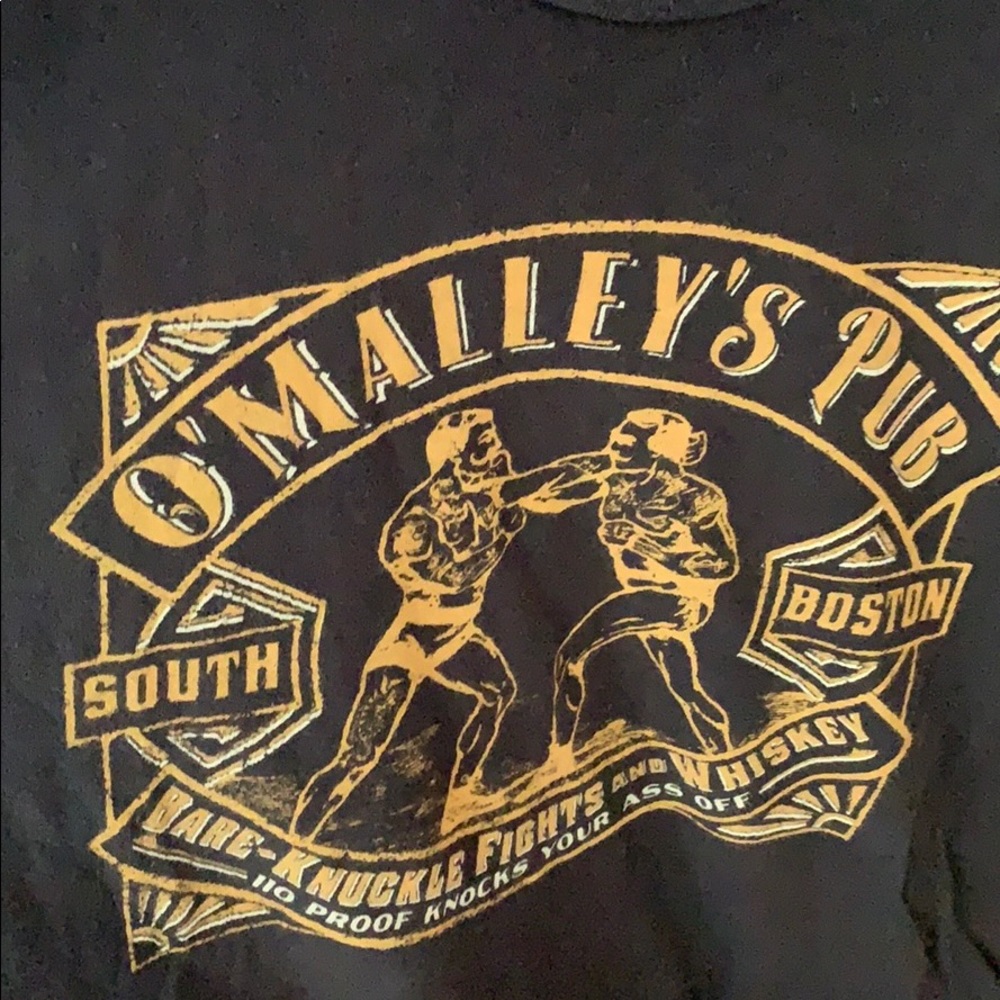 O'MALLEY'S PUB
SOUTH
BOSTON
BARE-KNUCKLE FIGHTS AND WHISKEY
110 PROOF KNOCKS YOUR ASS OFF